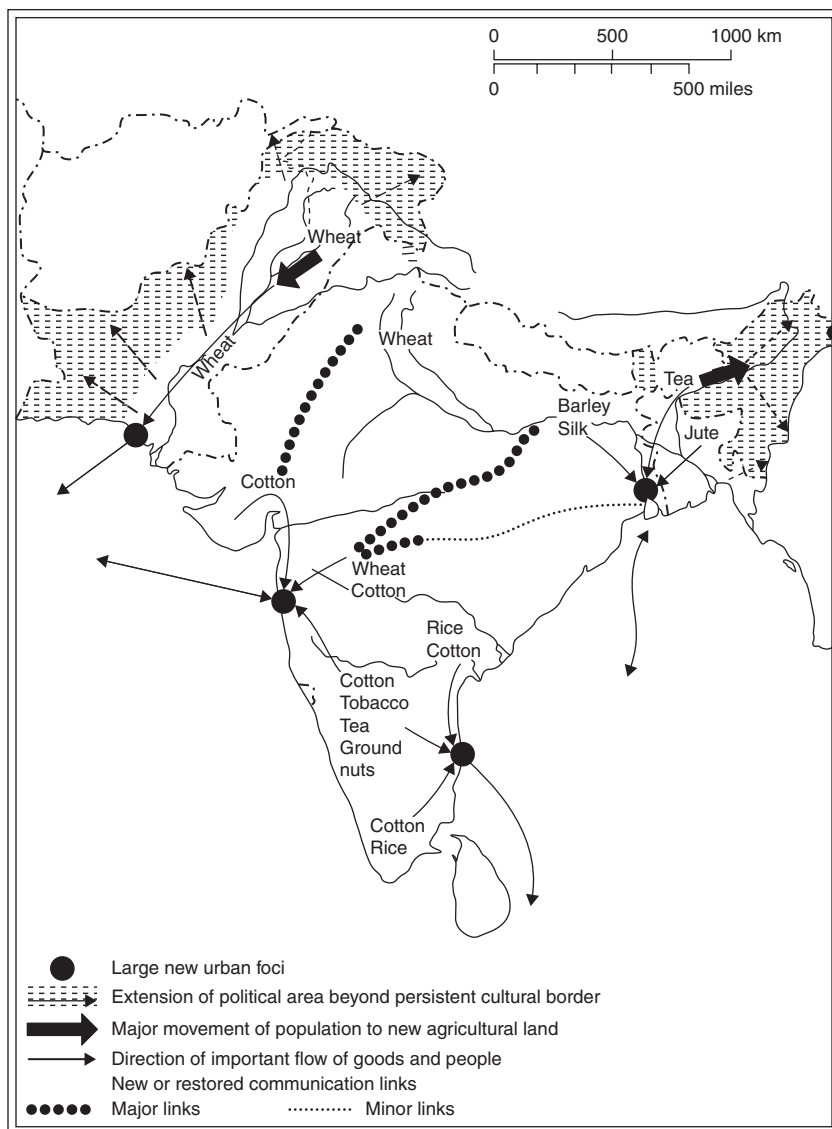 0 500 1000 km
0 500 miles
Wheat
Wheat
Wheat
Tea
Barley
Silk
Jute
Cotton
Wheat
Cotton
Rice
Cotton
Cotton
Tobacco
Tea
Ground
nuts
Cotton
Rice
Large new urban foci
Extension of political area beyond persistent cultural border
Major movement of population to new agricultural land
Direction of important flow of goods and people
New or restored communication links
Major links Minor links